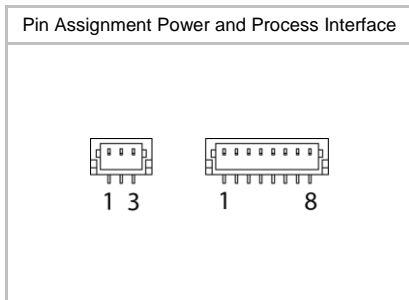 Pin Assignment Power and Process Interface
1 3 1 8